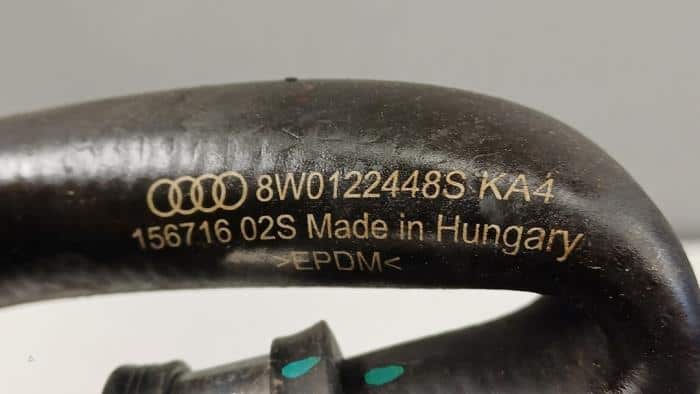 8W0122448S KA4
156716 02S Made in Hungary
>EPDM<